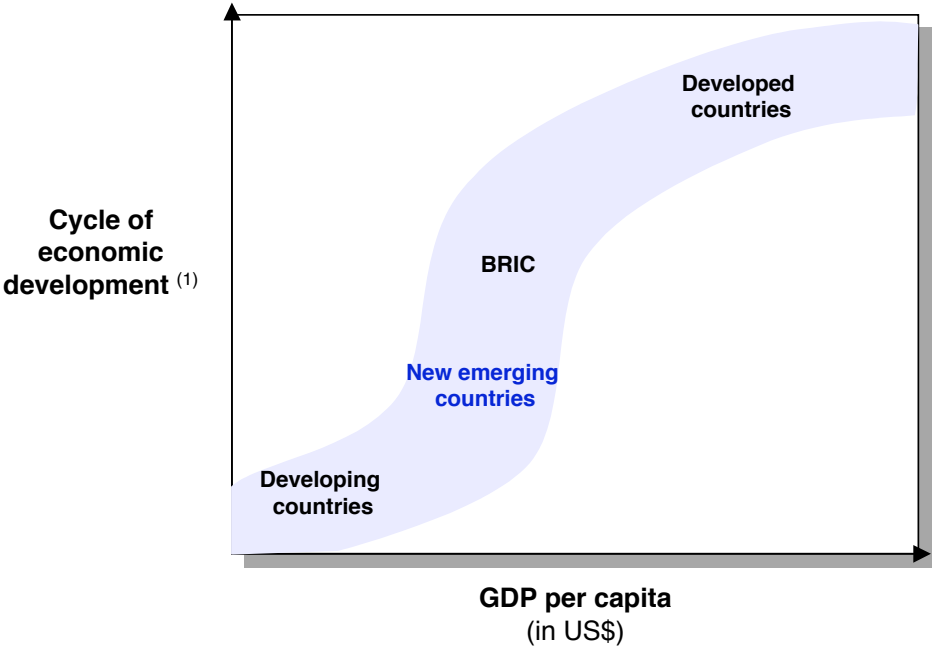 Developed
countries
Cycle of
economic
development (1)
BRIC
New emerging
countries
Developing
countries
GDP per capita
(in US$)